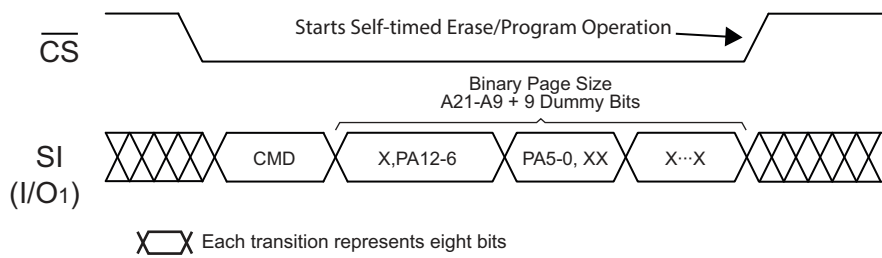 Starts Self-timed Erase/Program Operation
CS
Binary Page Size
A21-A9 + 9 Dummy Bits
SI
(I/O1)
CMD
X,PA12-6
PA5-0, XX
X···X
Each transition represents eight bits